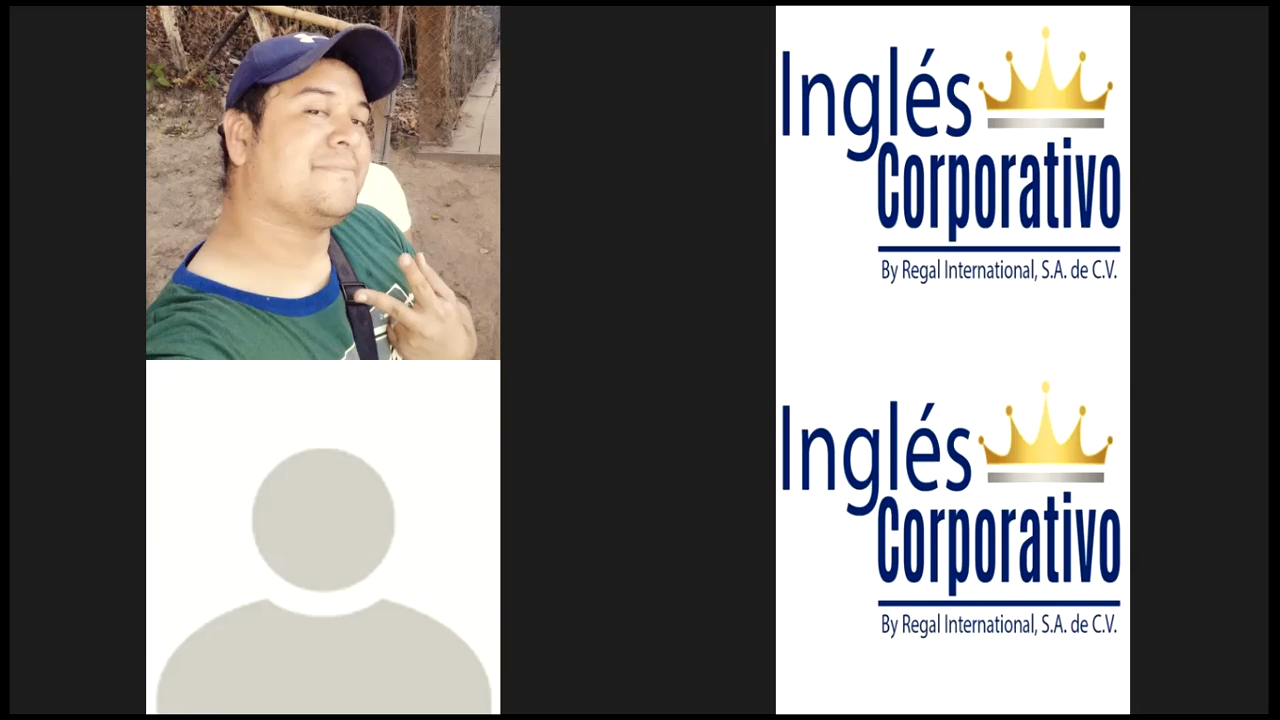 Inglés
Corporativo
By Regal International, S.A. de C.V.
Inglés
Corporativo
By Regal International, S.A. de C.V.